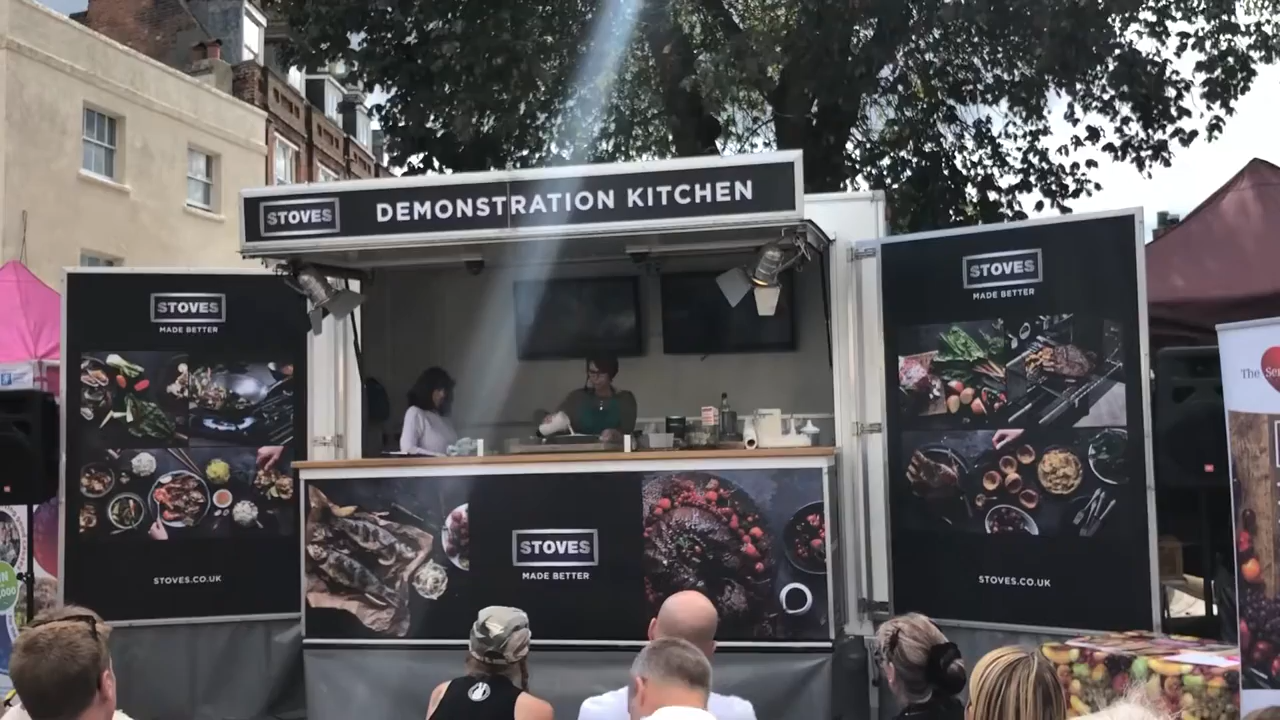 STOVES DEMONSTRATION KITCHEN
STOVES
MADE BETTER
STOVES.CO.UK
STOVES
MADE BETTER
STOVES
MADE BETTER
STOVES.CO.UK
The